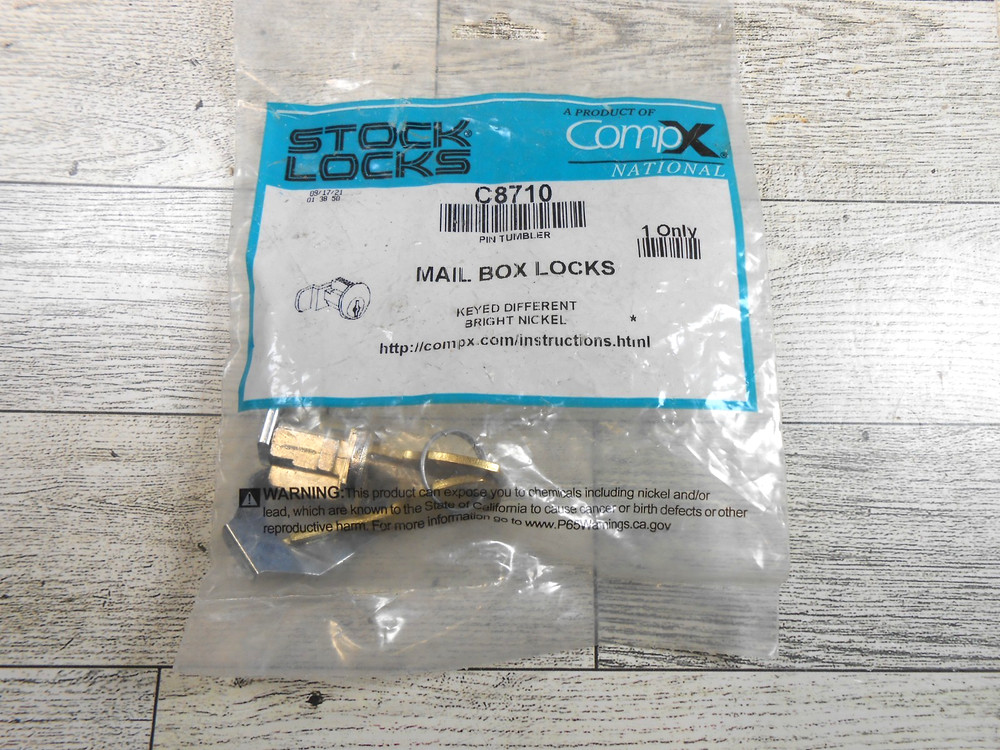 A PRODUCT OF
STOCK
LOCKS
CompX®
NATIONAL
09/17/21
01 38 50
C8710
PIN TUMBLER
1 Only
MAIL BOX LOCKS
KEYED DIFFERENT
BRIGHT NICKEL *
http://compx.com/instructions.html
WARNING: This product can expose you to chemicals including nickel and/or
lead, which are known to the State of California to cause cancer or birth defects or other
reproductive harm. For more information go to www.P65Warnings.ca.gov